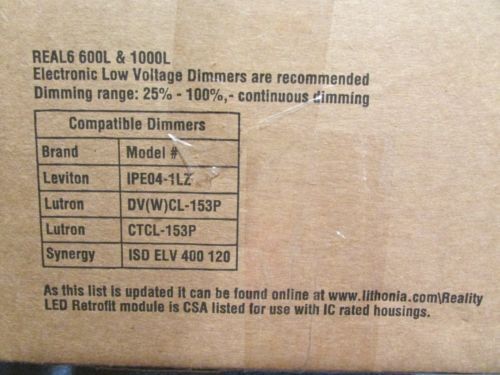 REAL6 600L & 1000L
Electronic Low Voltage Dimmers are recommended
Dimming range: 25% - 100%,- continuous dimming
Compatible Dimmers
Brand Model #
Leviton IPE04-1LZ
Lutron DV(W)CL-153P
Lutron CTCL-153P
Synergy ISD ELV 400 120
As this list is updated it can be found online at www.lithonia.com\Reality
LED Retrofit module is CSA listed for use with IC rated housings.